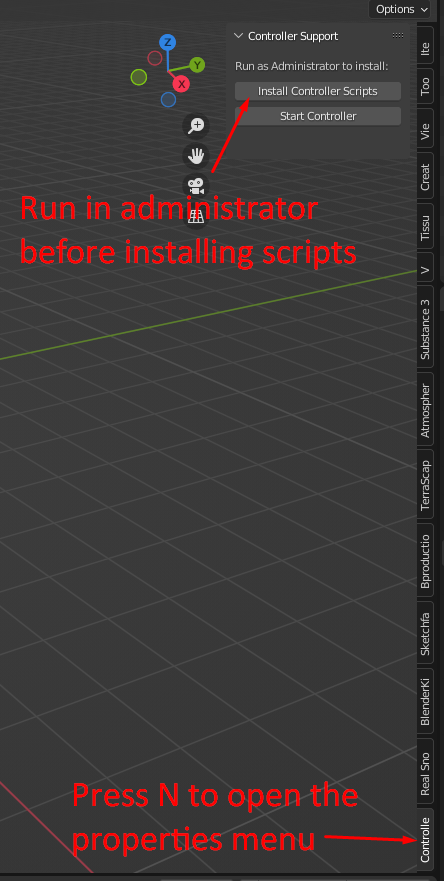 Options
Controller Support
Z
Y
X
Run as Administrator to install:
Install Controller Scripts
Start Controller
Run in administrator
before installing scripts
Ite
Too
Vie
Creat
Tissu
V
Substance 3
Atmospher
TerraScap
Bproductio
Sketchfa
BlenderKi
Real Sno
Controlle
Press N to open the
properties menu